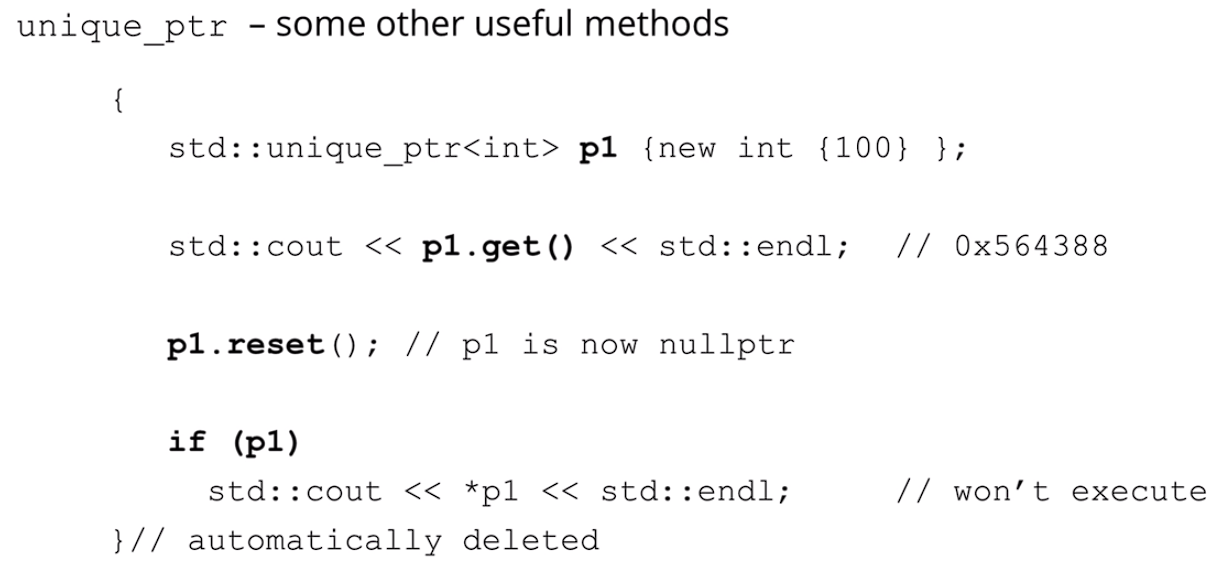 unique_ptr – some other useful methods
{
std::unique_ptr<int> p1 {new int {100} };
std::cout << p1.get() << std::endl; // 0x564388
p1.reset(); // p1 is now nullptr
if (p1)
std::cout << *p1 << std::endl; // won’t execute
}// automatically deleted